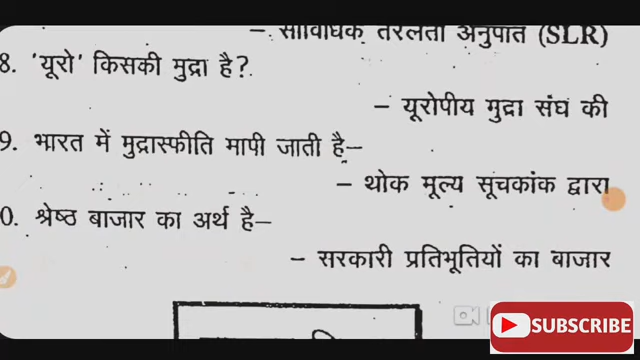 – सांविधिक तरलता अनुपात (SLR)
8. 'यूरो' किसकी मुद्रा है?
– यूरोपीय मुद्रा संघ की
9. भारत में मुद्रास्फीति मापी जाती है–
– थोक मूल्य सूचकांक द्वारा
0. श्रेष्ठ बाजार का अर्थ है–
– सरकारी प्रतिभूतियों का बाजार
SUBSCRIBE